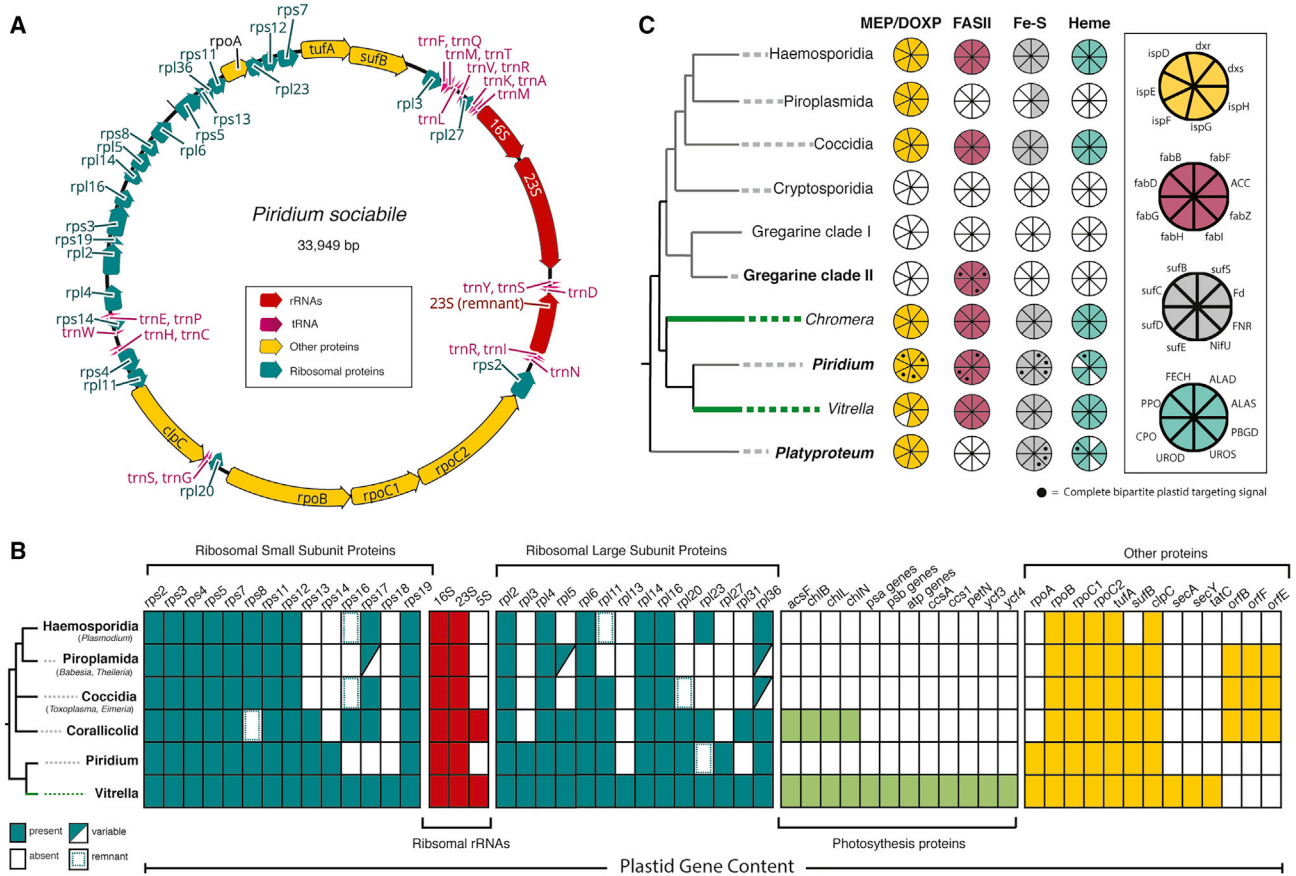 A
rps7
rps12
rpoA
rps11
rpl36
rpl23
rps13
rps5
rps8
rpl5
rpl14
rpl6
rpl16
rps3
rps19
rpl2
rpl4
rps14
trnW
trnE, trnP
trnH, trnC
rps4
rpl11
clpC
trnS, trnG
rpl20
rpoB
rpoC1
rpoC2
rps2
trnN
trnR, trnI
23S (remnant)
trnY, trnS
trnD
23S
16S
tufA
sufB
rpl3
trnF, trnQ
trnM, trnT
trnV, trnR
trnK, trnA
trnM
trnL
rpl27
Piridium sociabile
33,949 bp
rRNAs
tRNA
Other proteins
Ribosomal proteins
C
MEP/DOXP FASII Fe-S Heme
Haemosporidia
Piroplasmida
Coccidia
Cryptosporidia
Gregarine clade I
Gregarine clade II
Chromera
Piridium
Vitrella
Platyproteum
dxr
ispD
dxs
ispE
ispH
ispF
ispG
fabB
fabF
fabD
ACC
fabG
fabZ
fabH
fabI
sufB
sufS
sufC
Fd
sufD
FNR
sufE
NifU
FECH
ALAD
PPO
ALAS
CPO
PBGD
UROD
UROS
= Complete bipartite plastid targeting signal
B
Ribosomal Small Subunit Proteins
Ribosomal Large Subunit Proteins
Other proteins
rps2 rps3 rps4 rps5 rps7 rps8 rps11 rps12 rps13 rps14 rps16 rps17 rps18 rps19
16S 23S 5S
rpl2 rpl3 rpl4 rpl5 rpl6 rpl11 rpl13 rpl14 rpl16 rpl20 rpl23 rpl27 rpl31 rpl36
acsF chlB chlL chlN psa genes psb genes atp genes ccsA ccs1 petN ycf3 ycf4
rpoA rpoB rpoC1 rpoC2 tufA sufB clpC secA secY tatC orfB orfF orfE
Haemosporidia
(Plasmodium)
Piroplamida
(Babesia, Theileria)
Coccidia
(Toxoplasma, Eimeria)
Corallicolid
Piridium
Vitrella
present
variable
absent
remnant
Ribsomal rRNAs
Photosythesis proteins
Plastid Gene Content